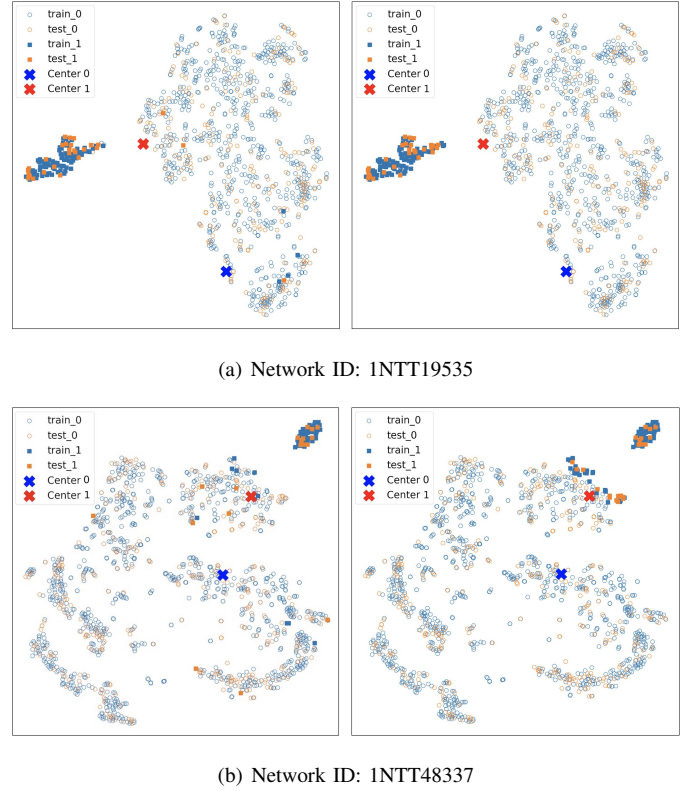 train_0
test_0
train_1
test_1
Center 0
Center 1
train_0
test_0
train_1
test_1
Center 0
Center 1
(a) Network ID: 1NTT19535
train_0
test_0
train_1
test_1
Center 0
Center 1
train_0
test_0
train_1
test_1
Center 0
Center 1
(b) Network ID: 1NTT48337